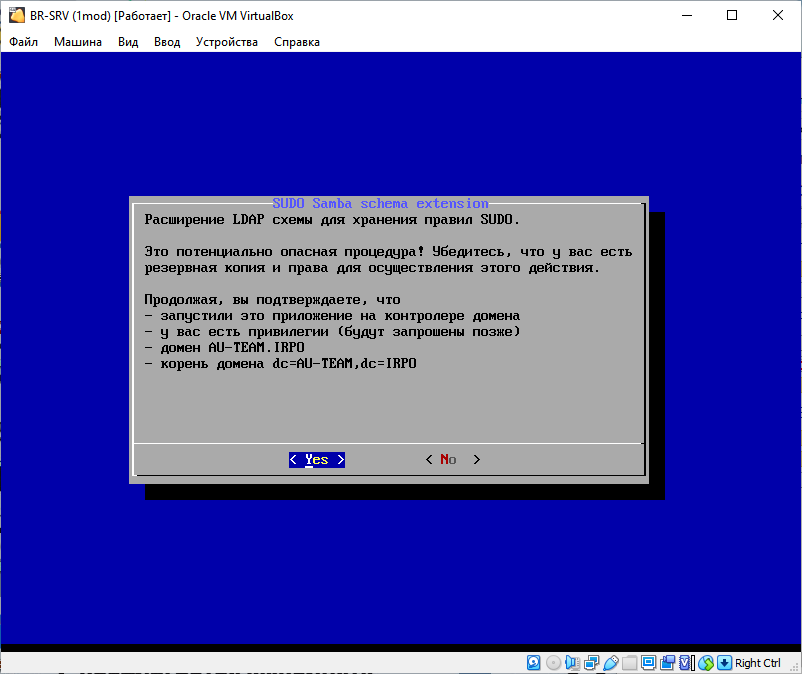 BR-SRV (1mod) [Работает] - Oracle VM VirtualBox
Файл Машина Вид Ввод Устройства Справка
SUDO Samba schema extension
Расширение LDAP схемы для хранения правил SUDO.
Это потенциально опасная процедура! Убедитесь, что у вас есть
резервная копия и права для осуществления этого действия.
Продолжая, вы подтверждаете, что
- запустили это приложение на контролере домена
- у вас есть привилегии (будут запрошены позже)
- домен AU-TEAM.IRPO
- корень домена dc=AU-TEAM,dc=IRPO
< Yes > < No >
Right Ctrl